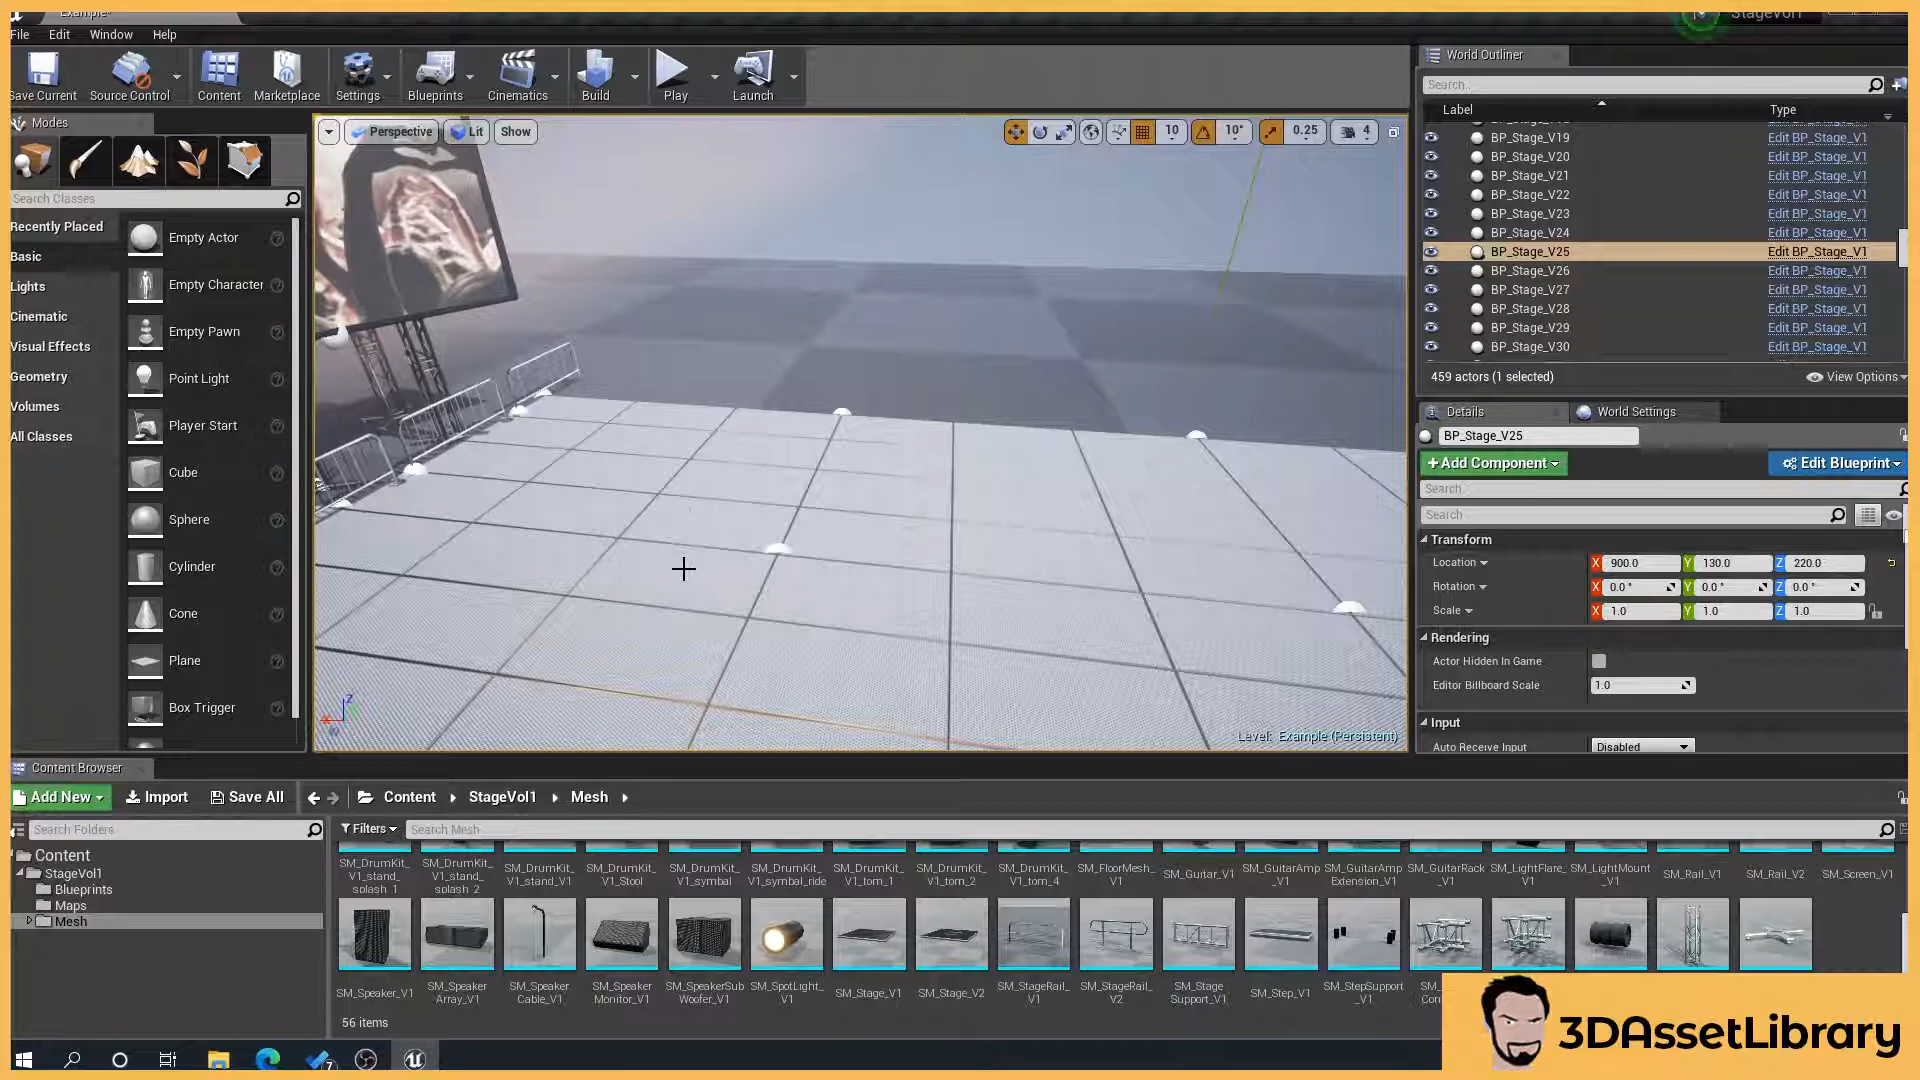 Example*
StageVol1
File Edit Window Help
Save Current
Source Control
Content
Marketplace
Settings
Blueprints
Cinematics
Build
Play
Launch
Modes
Search Classes
Recently Placed
Basic
Lights
Cinematic
Visual Effects
Geometry
Volumes
All Classes
Empty Actor
Empty Character
Empty Pawn
Point Light
Player Start
Cube
Sphere
Cylinder
Cone
Plane
Box Trigger
Perspective Lit Show
10 10° 0.25 4
Level: Example (Persistent)
World Outliner
Search...
Label Type
BP_Stage_V19 Edit BP_Stage_V1
BP_Stage_V20 Edit BP_Stage_V1
BP_Stage_V21 Edit BP_Stage_V1
BP_Stage_V22 Edit BP_Stage_V1
BP_Stage_V23 Edit BP_Stage_V1
BP_Stage_V24 Edit BP_Stage_V1
BP_Stage_V25 Edit BP_Stage_V1
BP_Stage_V26 Edit BP_Stage_V1
BP_Stage_V27 Edit BP_Stage_V1
BP_Stage_V28 Edit BP_Stage_V1
BP_Stage_V29 Edit BP_Stage_V1
BP_Stage_V30 Edit BP_Stage_V1
459 actors (1 selected) View Options
Details World Settings
BP_Stage_V25
+Add Component Edit Blueprint
Search
Search
Transform
Location X 900.0 Y 130.0 Z 220.0
Rotation X 0.0 ° Y 0.0 ° Z 0.0 °
Scale X 1.0 Y 1.0 Z 1.0
Rendering
Actor Hidden In Game
Editor Billboard Scale 1.0
Input
Auto Receive Input Disabled
Content Browser
Add New Import Save All Content StageVol1 Mesh
Search Folders
Filters Search Mesh
Content
StageVol1
Blueprints
Maps
Mesh
SM_DrumKit_V1_stand_splash_1
SM_DrumKit_V1_stand_splash_2
SM_DrumKit_V1_stand_V1
SM_DrumKit_V1_Stool
SM_DrumKit_V1_symbal
SM_DrumKit_V1_symbal_ride
SM_DrumKit_V1_tom_1
SM_DrumKit_V1_tom_2
SM_DrumKit_V1_tom_4
SM_FloorMesh_V1
SM_Guitar_V1
SM_GuitarAmp_V1
SM_GuitarAmp Extension_V1
SM_GuitarRack_V1
SM_LightFlare_V1
SM_LightMount_V1
SM_Rail_V1
SM_Rail_V2
SM_Screen_V1
SM_Speaker_V1
SM_Speaker Array_V1
SM_Speaker Cable_V1
SM_Speaker Monitor_V1
SM_SpeakerSub Woofer_V1
SM_SpotLight_V1
SM_Stage_V1
SM_Stage_V2
SM_StageRail_V1
SM_StageRail_V2
SM_Stage Support_V1
SM_Step_V1
SM_StepSupport_V1
56 items
3DAssetLibrary